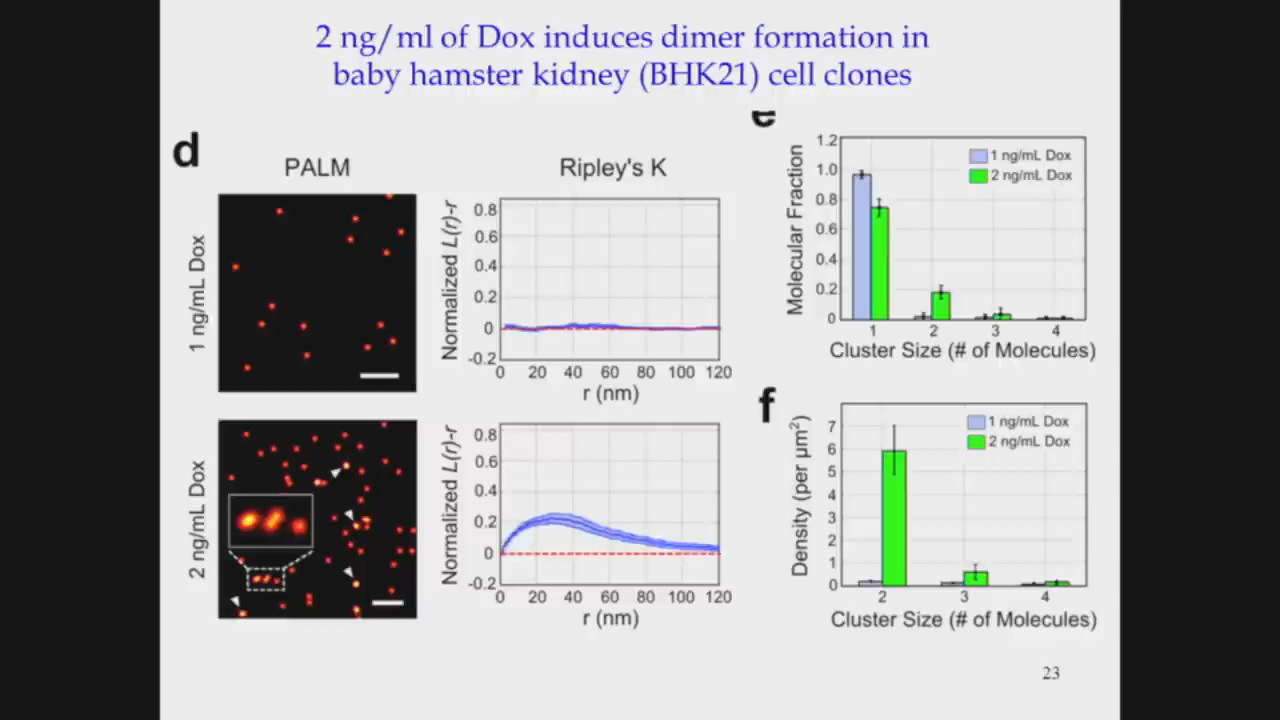 2 ng/ml of Dox induces dimer formation in
baby hamster kidney (BHK21) cell clones
d
PALM
Ripley's K
1 ng/mL Dox
Normalized L(r)-r
0.8
0.6
0.4
0.2
0
-0.2
0 20 40 60 80 100 120
r (nm)
2 ng/mL Dox
Normalized L(r)-r
0.8
0.6
0.4
0.2
0
-0.2
0 20 40 60 80 100 120
r (nm)
e
Molecular Fraction
1.2
1.0
0.8
0.6
0.4
0.2
0
1 ng/mL Dox
2 ng/mL Dox
1 2 3 4
Cluster Size (# of Molecules)
f
Density (per µm²)
7
6
5
4
3
2
1
0
1 ng/mL Dox
2 ng/mL Dox
2 3 4
Cluster Size (# of Molecules)
23